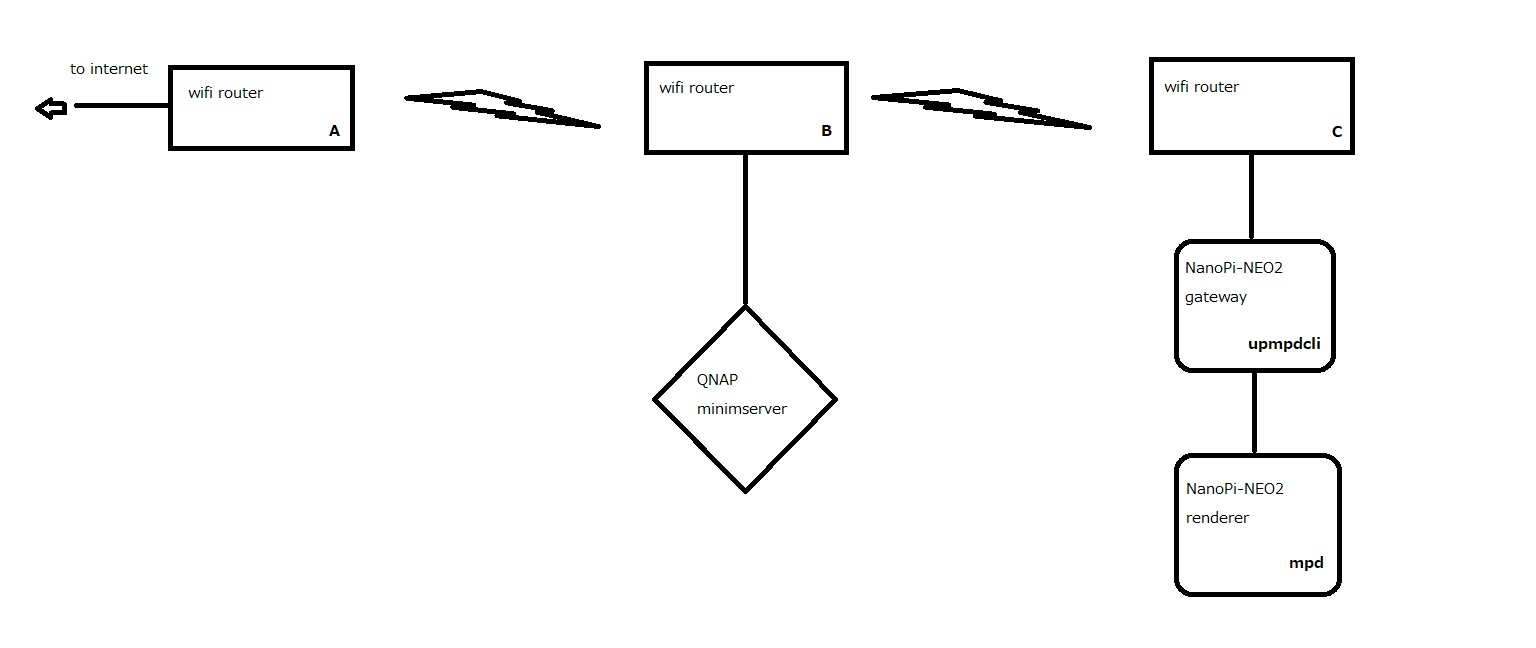 to internet
wifi router
A
wifi router
B
wifi router
C
NanoPi-NEO2
gateway
upmpdcli
QNAP
minimserver
NanoPi-NEO2
renderer
mpd